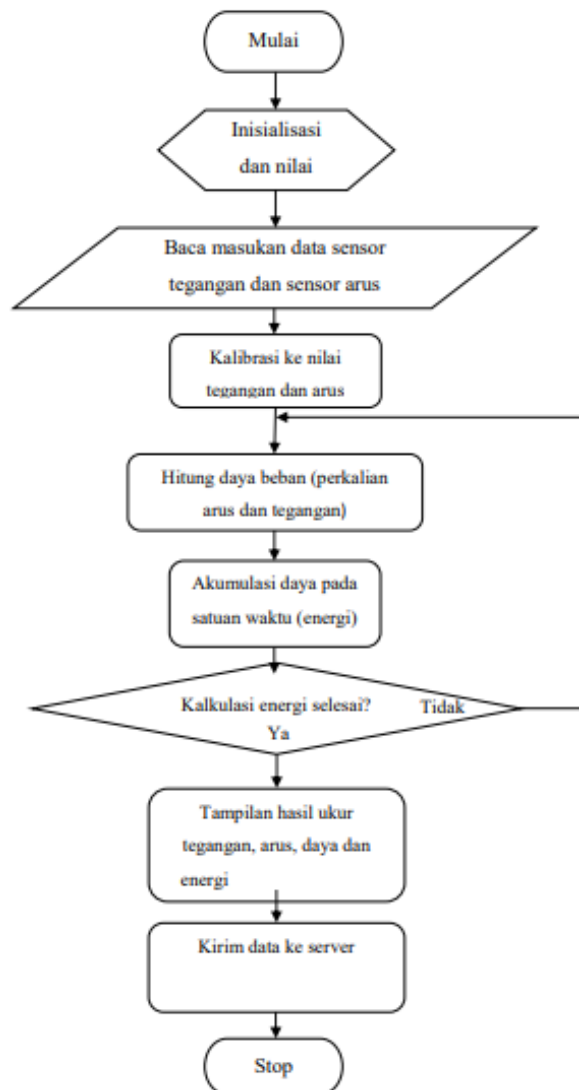 Mulai
Inisialisasi
dan nilai
Baca masukan data sensor
tegangan dan sensor arus
Kalibrasi ke nilai
tegangan dan arus
Hitung daya beban (perkalian
arus dan tegangan)
Akumulasi daya pada
satuan waktu (energi)
Kalkulasi energi selesai? Tidak
Ya
Tampilan hasil ukur
tegangan, arus, daya dan
energi
Kirim data ke server
Stop